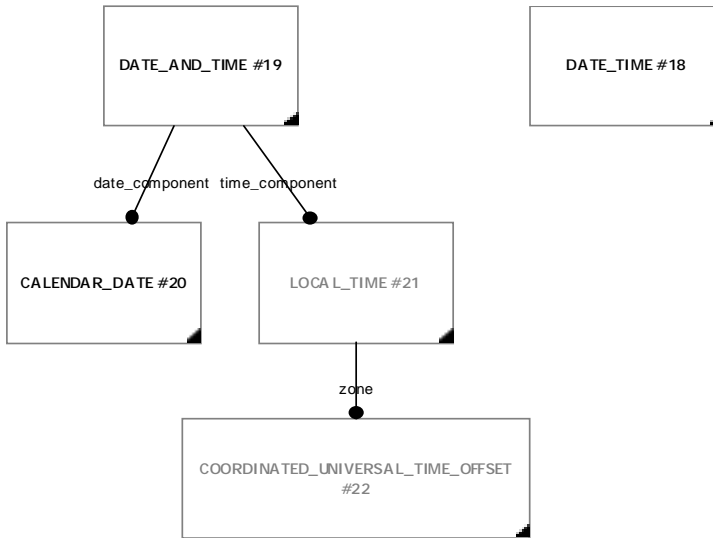 DATE_AND_TIME #19
DATE_TIME #18
date_component
time_component
CALENDAR_DATE #20
LOCAL_TIME #21
zone
COORDINATED_UNIVERSAL_TIME_OFFSET
#22